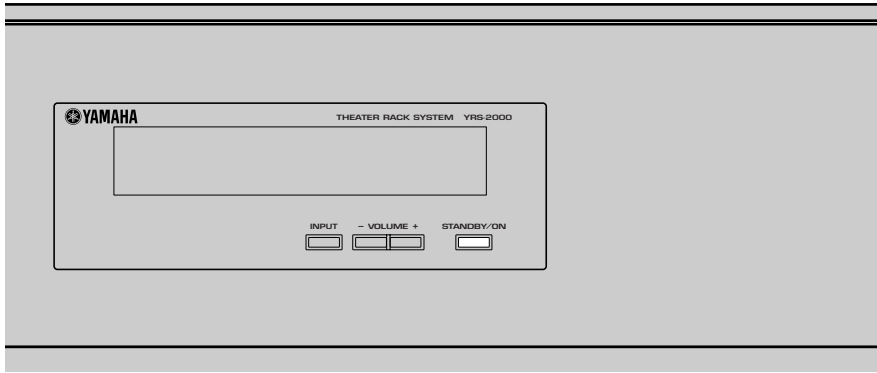 YAMAHA
THEATER RACK SYSTEM YRS-2000
INPUT - VOLUME + STANDBY/ON